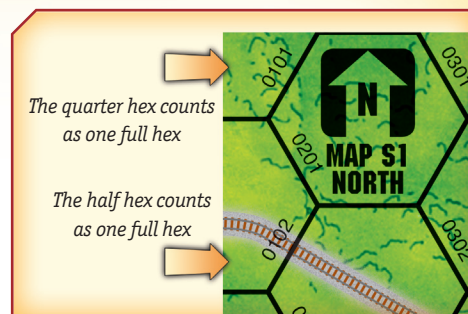 The quarter hex counts
as one full hex
The half hex counts
as one full hex
0101
0301
N
0201
MAP S1
NORTH
0102
0302